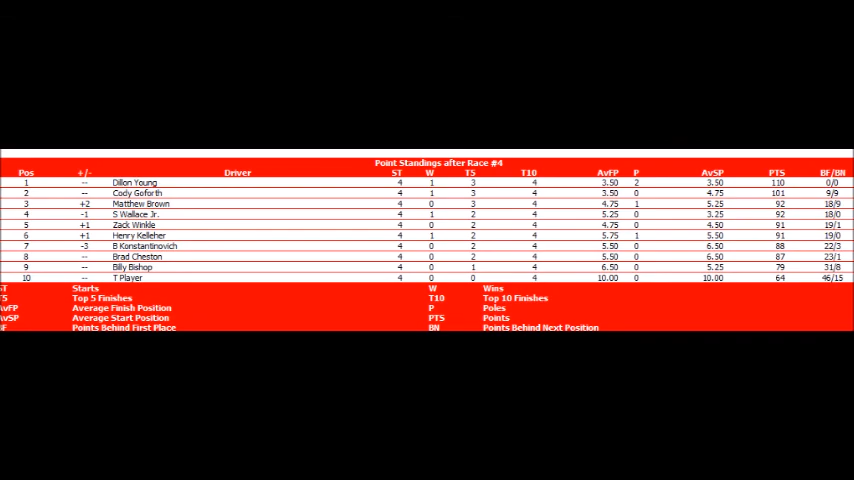 Point Standings after Race #4
Pos +/- Driver ST W T5 T10 AvFP P AvSP PTS BF/BN
1 -- Dillon Young 4 1 3 4 3.50 2 3.50 110 0/0
2 -- Cody Goforth 4 1 3 4 3.50 0 4.75 101 9/9
3 +2 Matthew Brown 4 0 3 4 4.75 1 5.25 92 18/9
4 -1 S Wallace Jr. 4 1 2 4 5.25 0 3.25 92 18/0
5 +1 Zack Winkle 4 0 2 4 4.75 0 4.50 91 19/1
6 +1 Henry Kelleher 4 1 2 4 5.75 1 5.50 91 19/0
7 -3 B Konstantinovich 4 0 2 4 5.50 0 6.50 88 22/3
8 -- Brad Cheston 4 0 2 4 5.50 0 6.50 87 23/1
9 -- Billy Bishop 4 0 1 4 6.50 0 5.25 79 31/8
10 -- T Player 4 0 0 4 10.00 0 10.00 64 46/15
ST Starts W Wins
T5 Top 5 Finishes T10 Top 10 Finishes
AvFP Average Finish Position P Poles
AvSP Average Start Position PTS Points
BF Points Behind First Place BN Points Behind Next Position